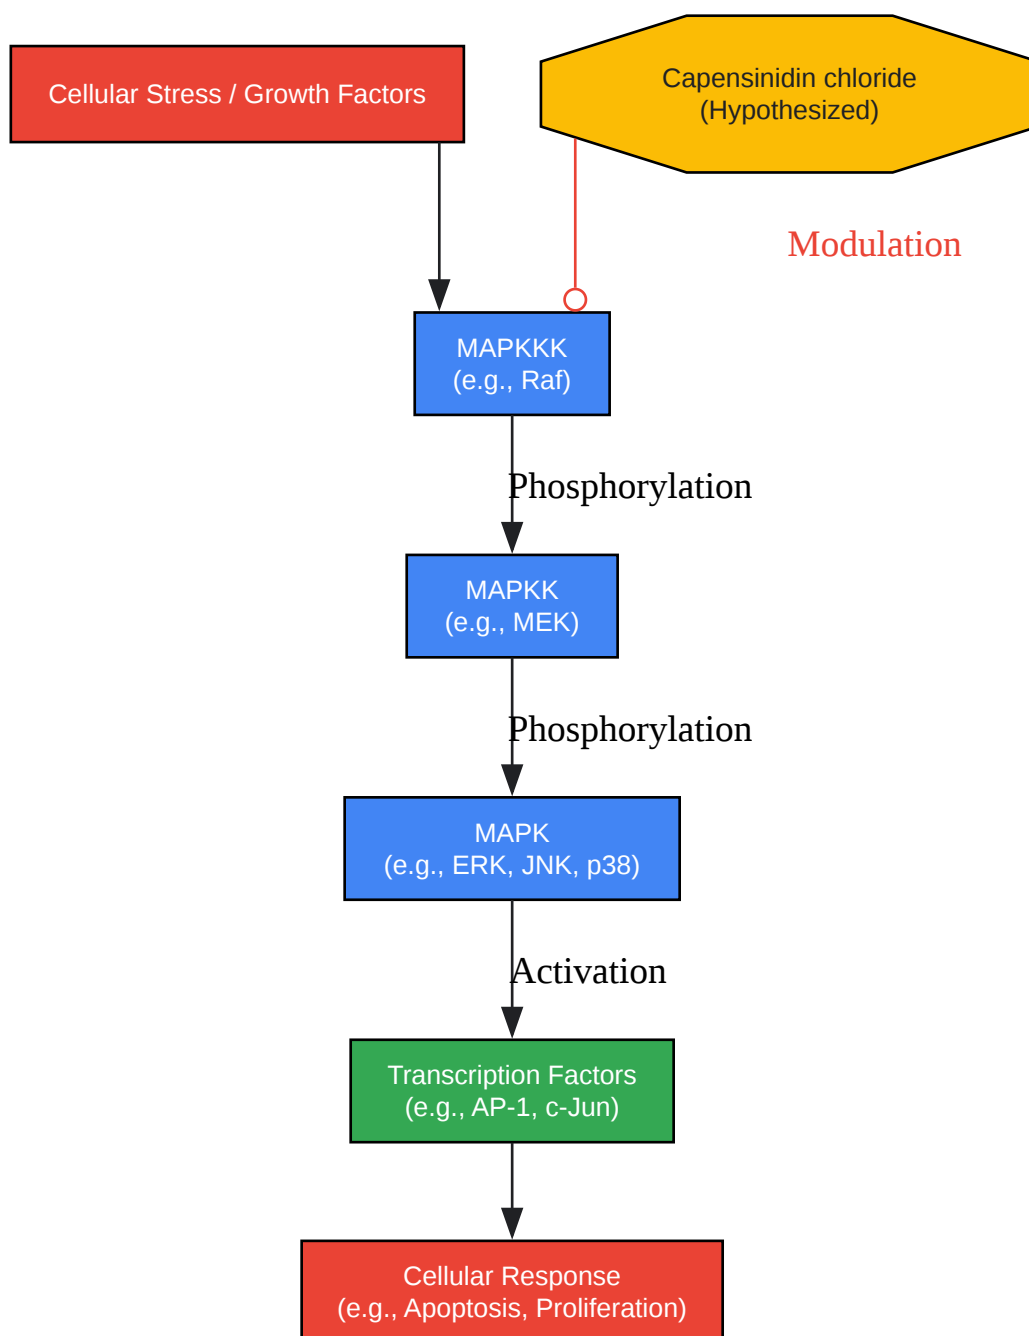 Cellular Stress / Growth Factors
Capensinidin chloride
(Hypothesized)
Modulation
MAPKKK
(e.g., Raf)
Phosphorylation
MAPKK
(e.g., MEK)
Phosphorylation
MAPK
(e.g., ERK, JNK, p38)
Activation
Transcription Factors
(e.g., AP-1, c-Jun)
Cellular Response
(e.g., Apoptosis, Proliferation)